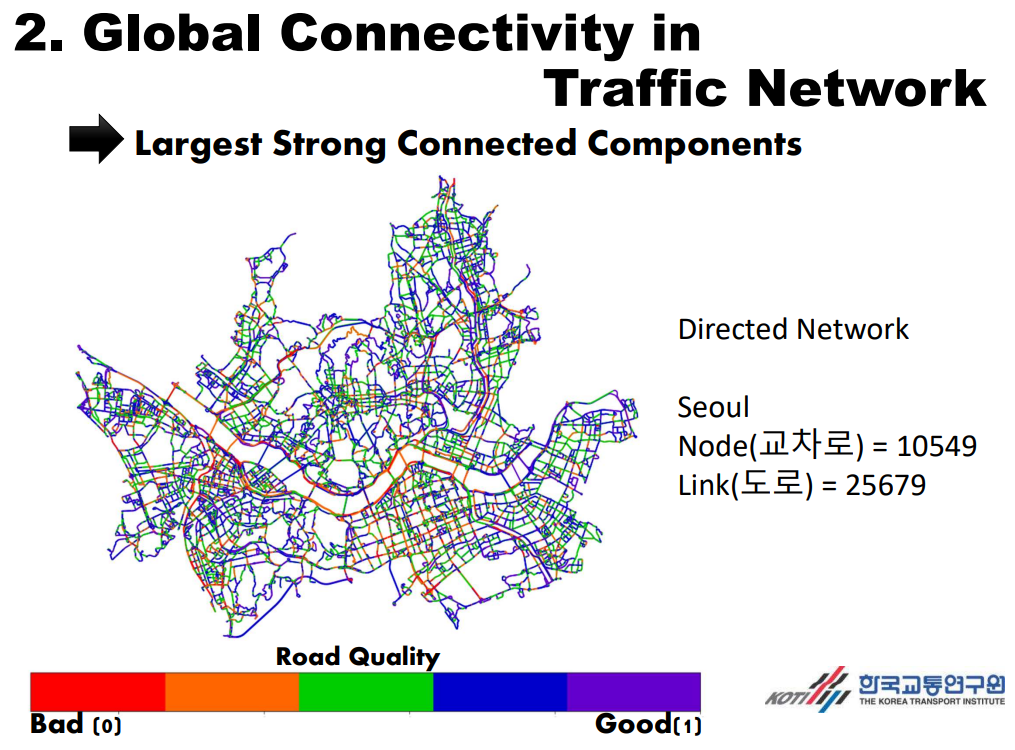 2. Global Connectivity in
Traffic Network
Largest Strong Connected Components
Directed Network
Seoul
Node(교차로) = 10549
Link(도로) = 25679
Road Quality
Bad (0)
Good(1)
KOTI 한국교통연구원
THE KOREA TRANSPORT INSTITUTE